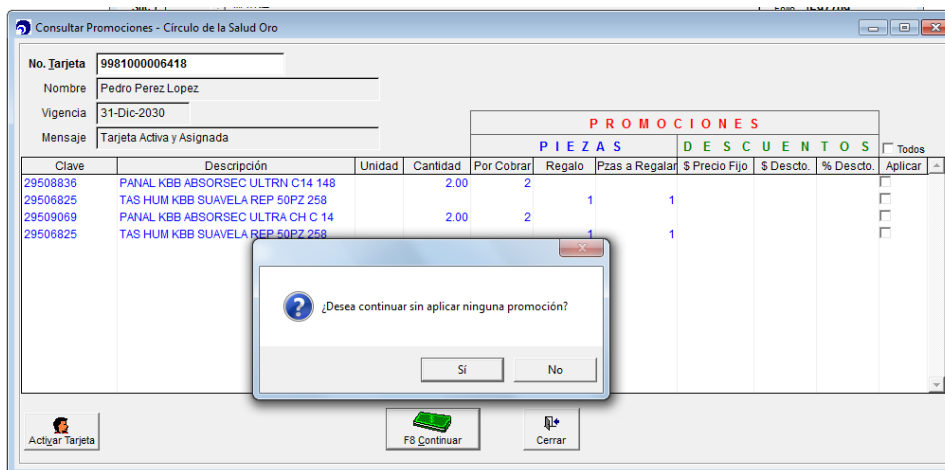 Consultar Promociones - Círculo de la Salud Oro
No. Tarjeta 9981000006418
Nombre Pedro Perez Lopez
Vigencia 31-Dic-2030
Mensaje Tarjeta Activa y Asignada
PROMOCIONES
PIEZAS DESCUENTOS Todos
Clave Descripción Unidad Cantidad Por Cobrar Regalo Pzas a Regalar $ Precio Fijo $ Descto. % Descto. Aplicar
29508836 PANAL KBB ABSORSEC ULTRN C14 148 2.00 2
29506825 TAS HUM KBB SUAVELA REP 50PZ 258 1 1
29509069 PANAL KBB ABSORSEC ULTRA CH C 14 2.00 2
29506825 TAS HUM KBB SUAVELA REP 50PZ 258 1 1
¿Desea continuar sin aplicar ninguna promoción?
Sí No
Activar Tarjeta F8 Continuar Cerrar